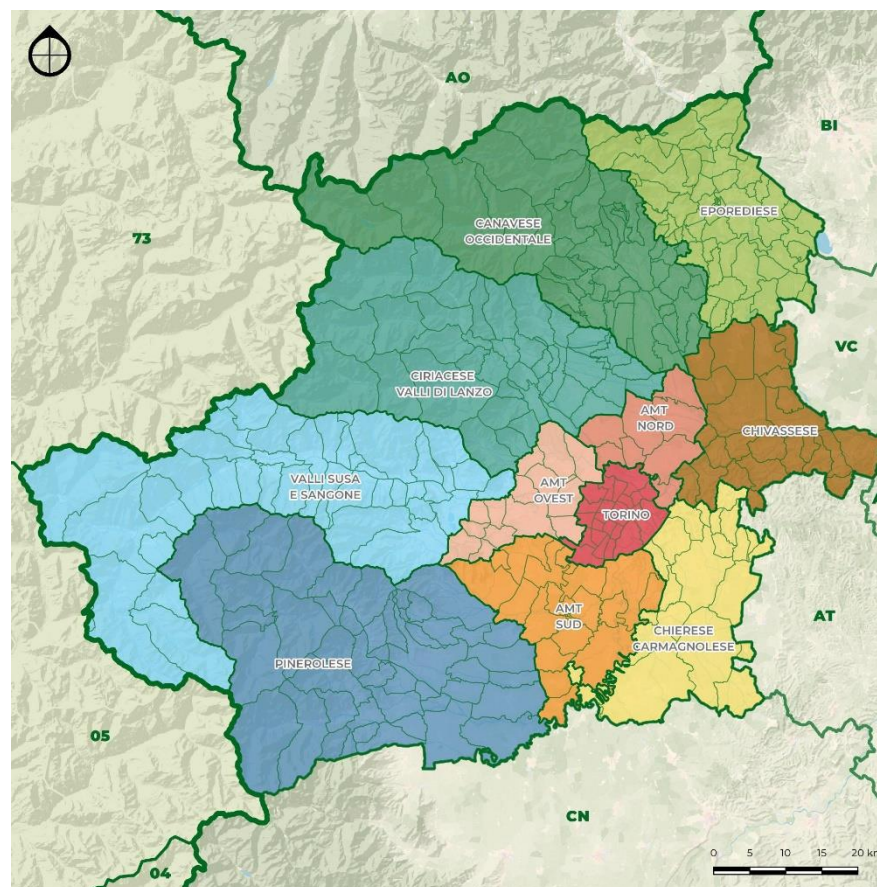 AO
BI
73
CANAVESE
OCCIDENTALE
EPOREDIESE
VC
CIRIACESE
VALLI DI LANZO
AMT
NORD
CHIVASSESE
VALLI SUSA
E SANGONE
AMT
OVEST
TORINO
AMT
SUD
AT
CHIERESE
CARMAGNOLESE
PINEROLESE
05
CN
04
0 5 10 15 20 km